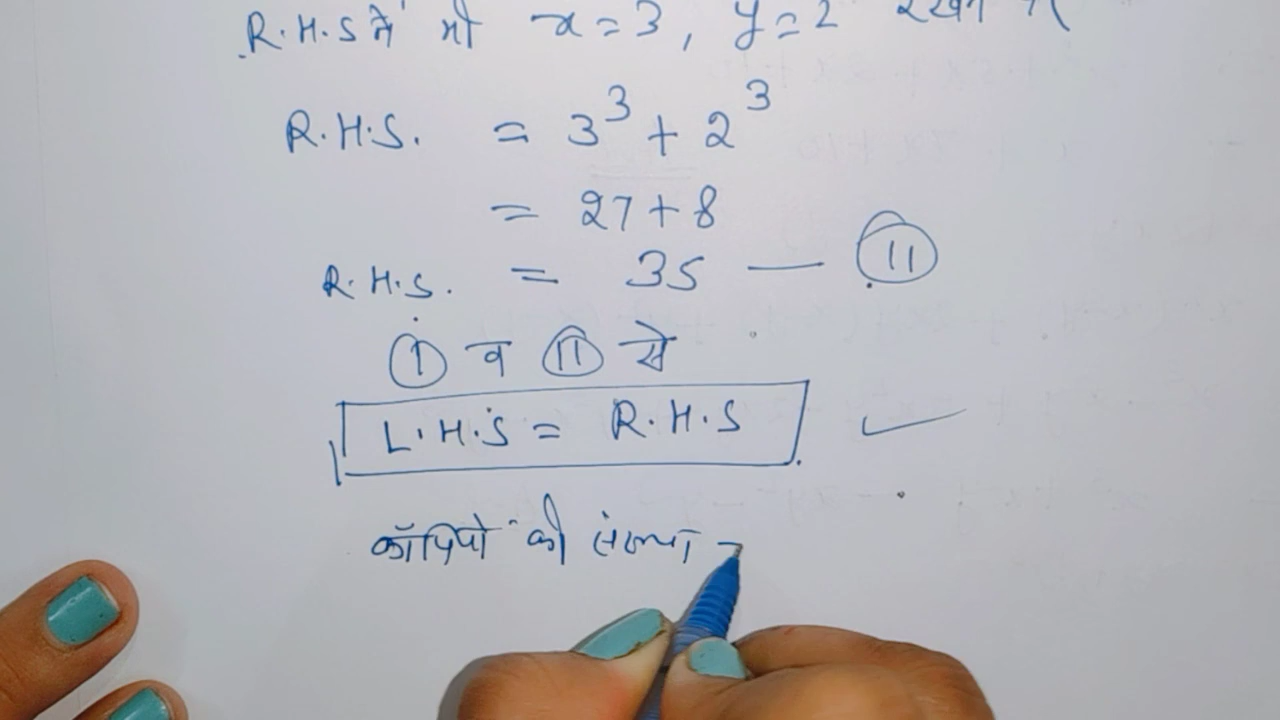 R.H.S में भी x = 3, y = 2 रखने पर
R.H.S. = 3³ + 2³
= 27 + 8
R.H.S. = 35 — (II)
(I) व (II) से
L.H.S = R.H.S
कॉपियों की संख्या -